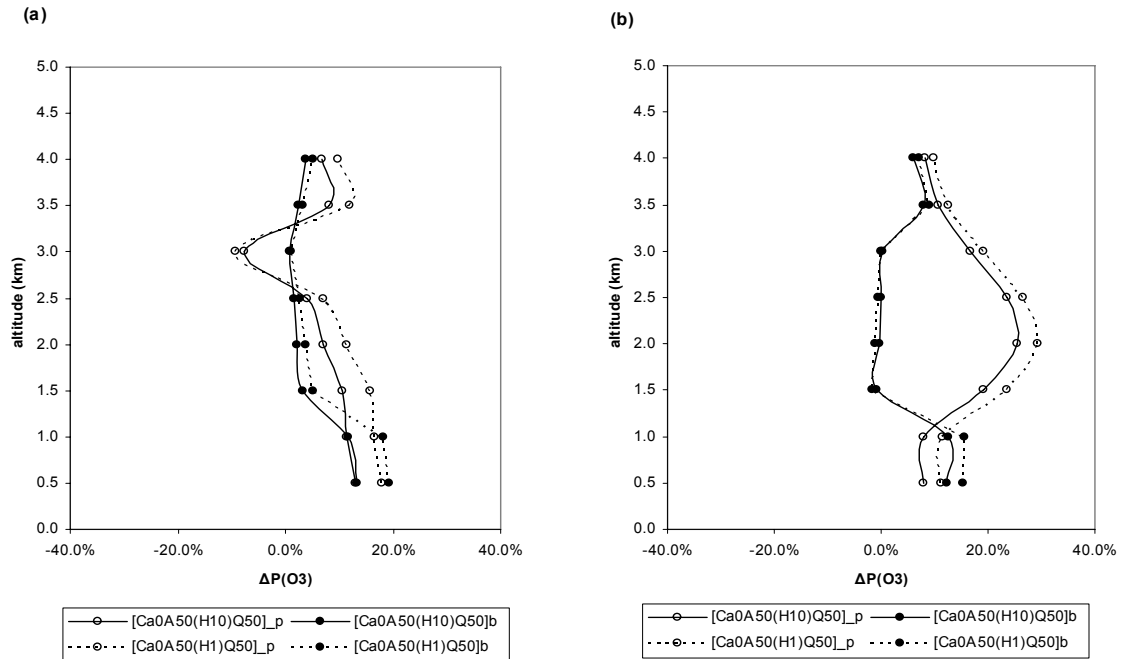 (a)
5.0
4.5
4.0
3.5
3.0
2.5
2.0
1.5
1.0
0.5
0.0
altitude (km)
-40.0% -20.0% 0.0% 20.0% 40.0%
ΔP(O3)
[Ca0A50(H10)Q50]_p [Ca0A50(H10)Q50]b
[Ca0A50(H1)Q50]_p [Ca0A50(H1)Q50]b
(b)
5.0
4.5
4.0
3.5
3.0
2.5
2.0
1.5
1.0
0.5
0.0
altitude (km)
-40.0% -20.0% 0.0% 20.0% 40.0%
ΔP(O3)
[Ca0A50(H10)Q50]_p [Ca0A50(H10)Q50]b
[Ca0A50(H1)Q50]_p [Ca0A50(H1)Q50]b